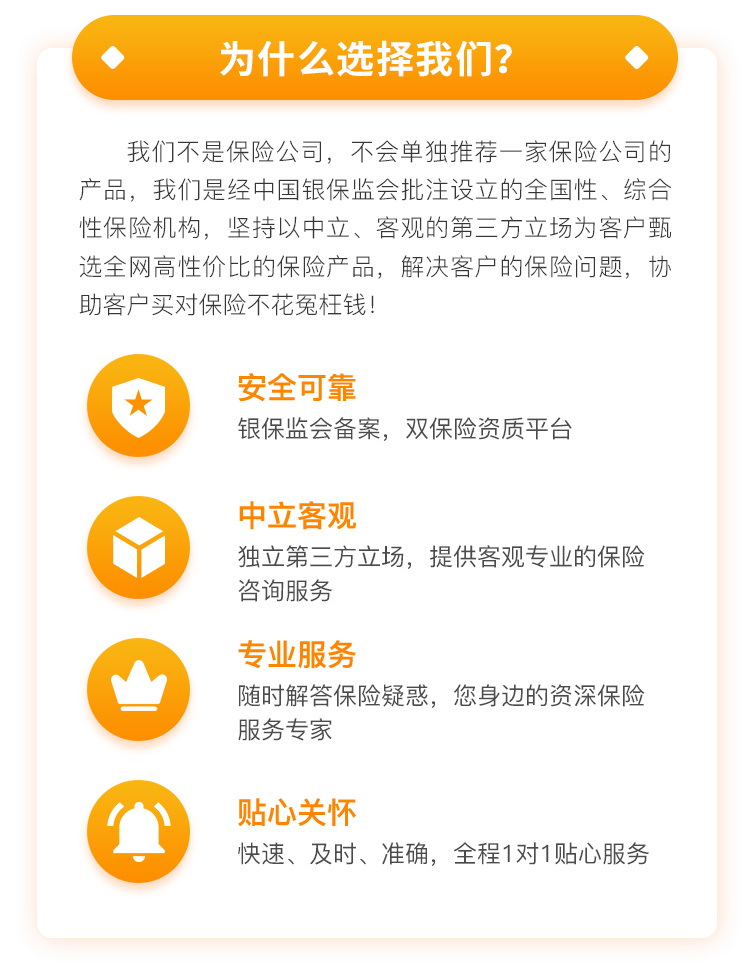 为什么选择我们?
我们不是保险公司，不会单独推荐一家保险公司的
产品，我们是经中国银保监会批注设立的全国性、综合
性保险机构，坚持以中立、客观的第三方立场为客户甄
选全网高性价比的保险产品，解决客户的保险问题，协
助客户买对保险不花冤枉钱!
安全可靠
银保监会备案，双保险资质平台
中立客观
独立第三方立场，提供客观专业的保险
咨询服务
专业服务
随时解答保险疑惑，您身边的资深保险
服务专家
贴心关怀
快速、及时、准确，全程1对1贴心服务